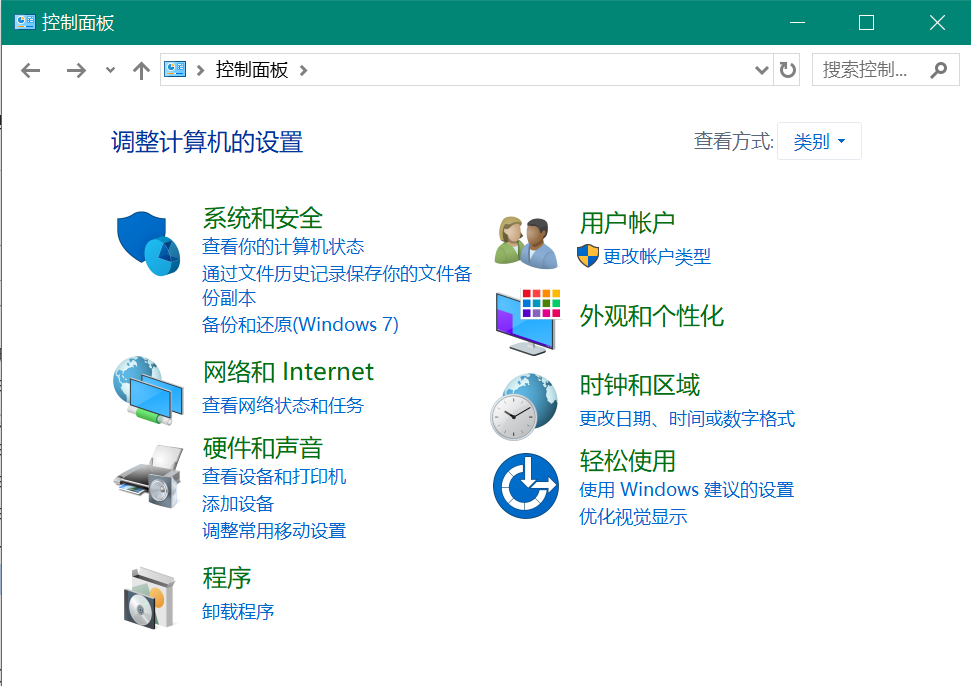 控制面板
控制面板
搜索控制...
调整计算机的设置
查看方式: 类别
系统和安全
查看你的计算机状态
通过文件历史记录保存你的文件备
份副本
备份和还原(Windows 7)
网络和 Internet
查看网络状态和任务
硬件和声音
查看设备和打印机
添加设备
调整常用移动设置
程序
卸载程序
用户帐户
更改帐户类型
外观和个性化
时钟和区域
更改日期、时间或数字格式
轻松使用
使用 Windows 建议的设置
优化视觉显示